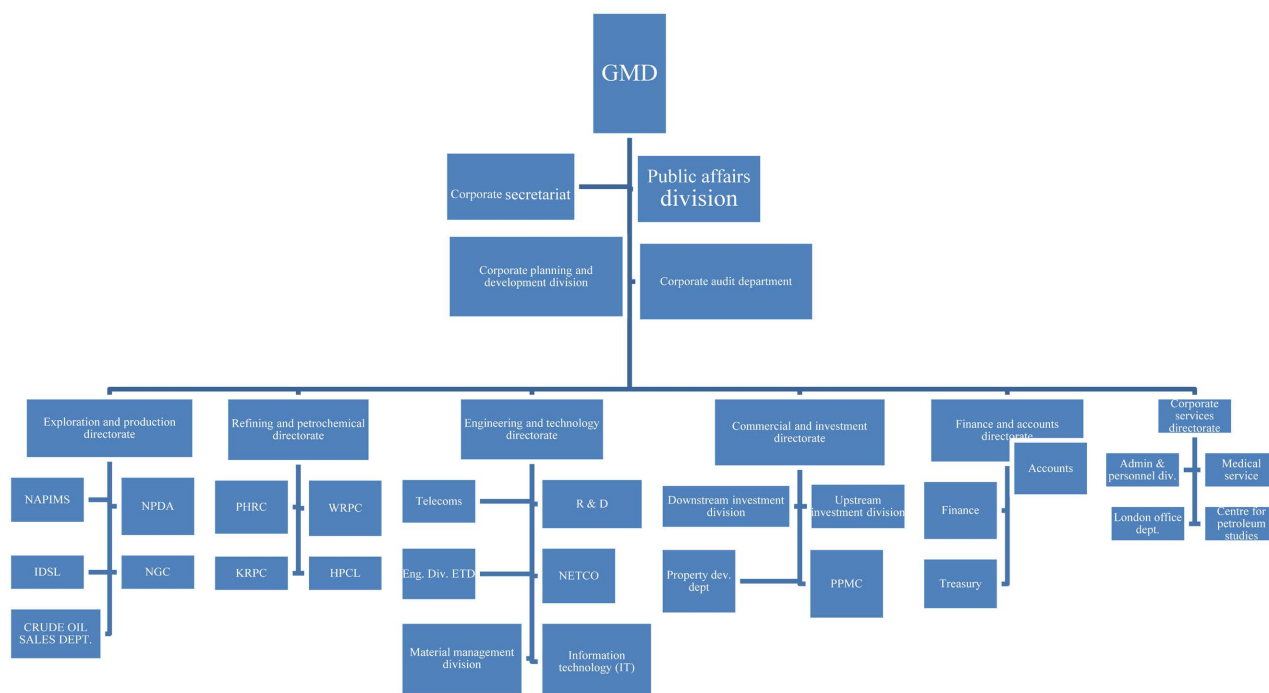 GMD
Corporate secretariat
Public affairs
division
Corporate planning and
development division
Corporate audit department
Exploration and production
directorate
NAPIMS
NPDA
IDSL
NGC
CRUDE OIL
SALES DEPT.
Refining and petrochemical
directorate
PHRC
WRPC
KRPC
HPCL
Engineering and technology
directorate
Telecoms
R & D
Eng. Div. ETD
NETCO
Material management
division
Information
technology (IT)
Commercial and investment
directorate
Downstream investment
division
Upstream
investment division
Property dev.
dept
PPMC
Finance and accounts
directorate
Accounts
Finance
Treasury
Corporate
services
directorate
Admin &
personnel div.
Medical
service
London office
dept.
Centre for
petroleum
studies